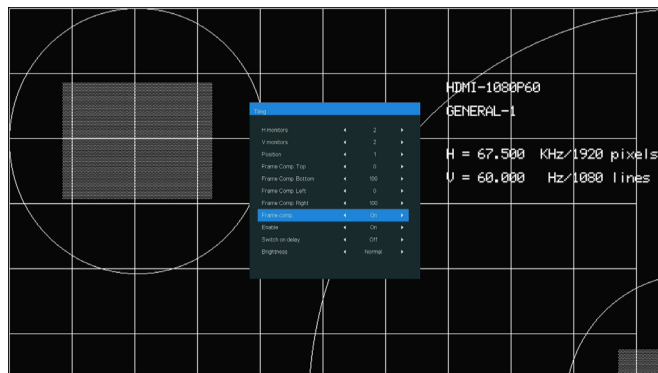 HDMI-1080P60
GENERAL-1
H = 67.500 KHz/1920 pixels
V = 60.000 Hz/1080 lines
Tiling
H monitors 2
V monitors 2
Position 1
Frame Comp. Top 0
Frame Comp. Bottom 100
Frame Comp. Left 0
Frame Comp. Right 100
Frame comp. On
Enable On
Switch on delay Off
Brightness Normal